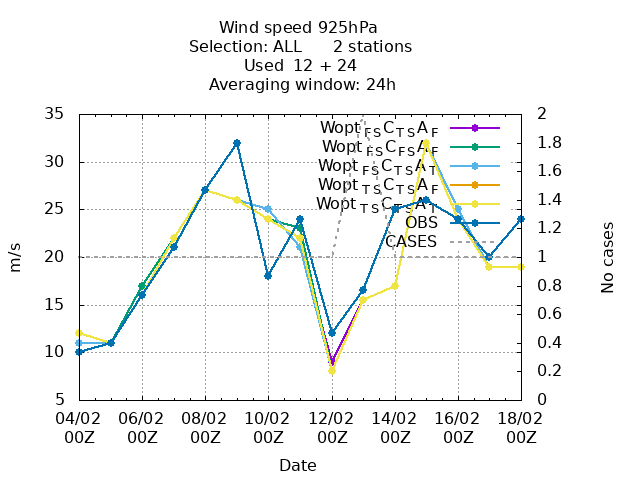 Wind speed 925hPa
Selection: ALL      2 stations
Used  12 + 24
Averaging window: 24h
m/s
35
30
25
20
15
10
5
2
1.8
1.6
1.4
1.2
1
0.8
0.6
0.4
0.2
0
No cases
Wopt FS C TS A F
Wopt FS C FS A F
Wopt FS C TS A T
Wopt TS C TS A F
Wopt TS C TS A T
OBS
CASES
04/02 06/02 08/02 10/02 12/02 14/02 16/02 18/02
00Z 00Z 00Z 00Z 00Z 00Z 00Z 00Z
Date